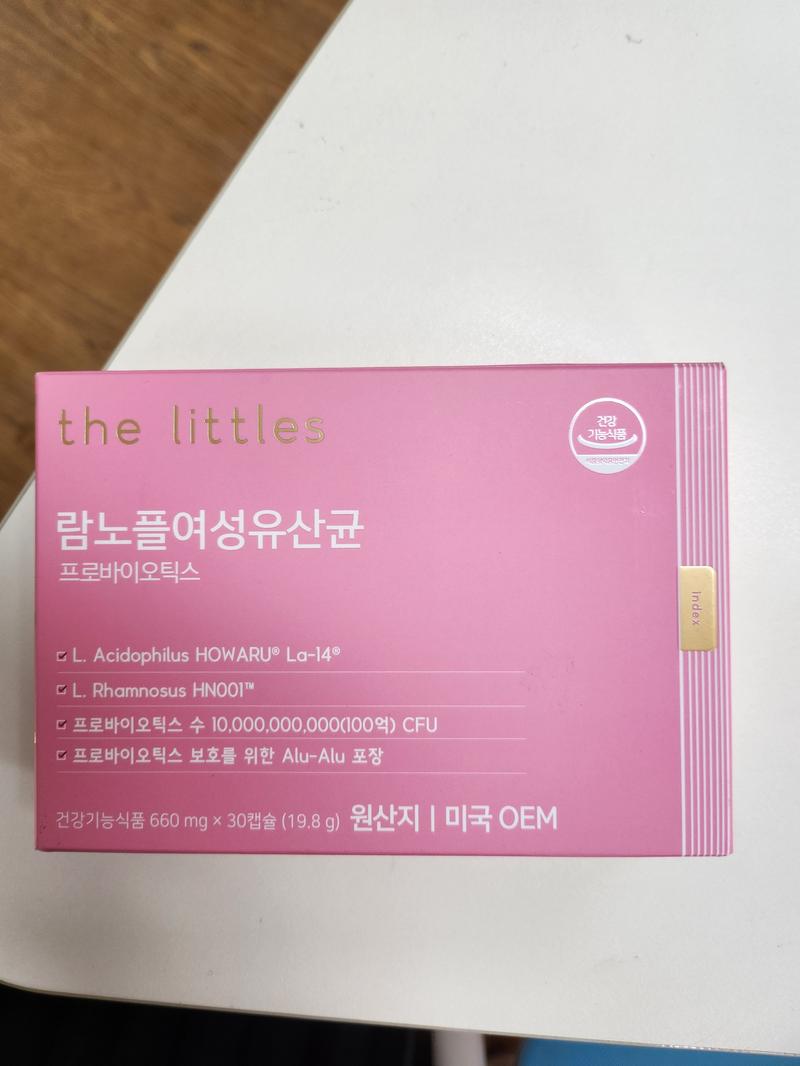 the littles
건강
기능식품
람노플여성유산균
프로바이오틱스
index
L. Acidophilus HOWARU® La-14®
L. Rhamnosus HN001™
프로바이오틱스 수 10,000,000,000(100억) CFU
프로바이오틱스 보호를 위한 Alu-Alu 포장
건강기능식품 660 mg × 30캡슐 (19.8 g) 원산지 | 미국 OEM